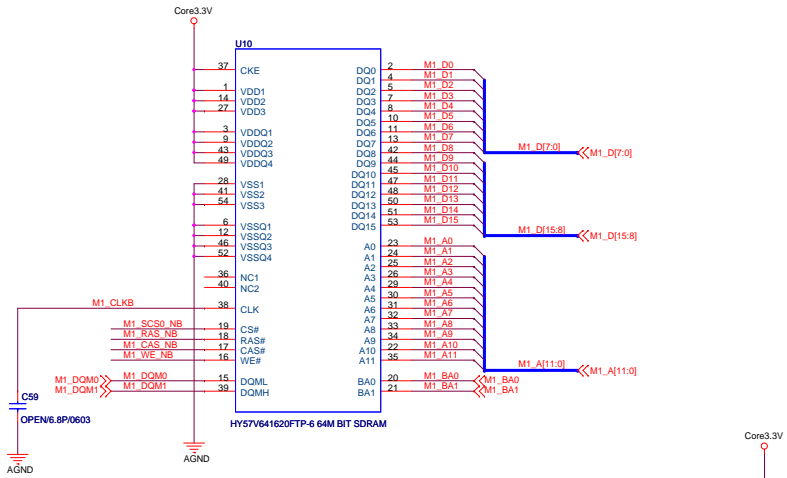 Core3.3V
U10
37 CKE DQ0 2 M1_D0
DQ1 4 M1_D1
1 VDD1 DQ2 5 M1_D2
14 VDD2 DQ3 7 M1_D3
27 VDD3 DQ4 8 M1_D4
DQ5 10 M1_D5
3 VDDQ1 DQ6 11 M1_D6
9 VDDQ2 DQ7 13 M1_D7
43 VDDQ3 DQ8 42 M1_D8 M1_D[7:0] M1_D[7:0]
49 VDDQ4 DQ9 44 M1_D9
DQ10 45 M1_D10
28 VSS1 DQ11 47 M1_D11
41 VSS2 DQ12 48 M1_D12
54 VSS3 DQ13 50 M1_D13
DQ14 51 M1_D14
6 VSSQ1 DQ15 53 M1_D15
12 VSSQ2 M1_D[15:8] M1_D[15:8]
46 VSSQ3 A0 23 M1_A0
52 VSSQ4 A1 24 M1_A1
A2 25 M1_A2
36 NC1 A3 26 M1_A3
40 NC2 A4 29 M1_A4
A5 30 M1_A5
M1_CLKB 38 CLK A6 31 M1_A6
A7 32 M1_A7
M1_SCS0_NB 19 CS# A8 33 M1_A8
M1_RAS_NB 18 RAS# A9 34 M1_A9
M1_CAS_NB 17 CAS# A10 22 M1_A10
M1_WE_NB 16 WE# A11 35 M1_A11
M1_A[11:0] M1_A[11:0]
M1_DQM0 M1_DQM0 15 DQML BA0 20 M1_BA0 M1_BA0
M1_DQM1 M1_DQM1 39 DQMH BA1 21 M1_BA1 M1_BA1
C59
OPEN/6.8P/0603
HY57V641620FTP-6 64M BIT SDRAM
Core3.3V
AGND
AGND